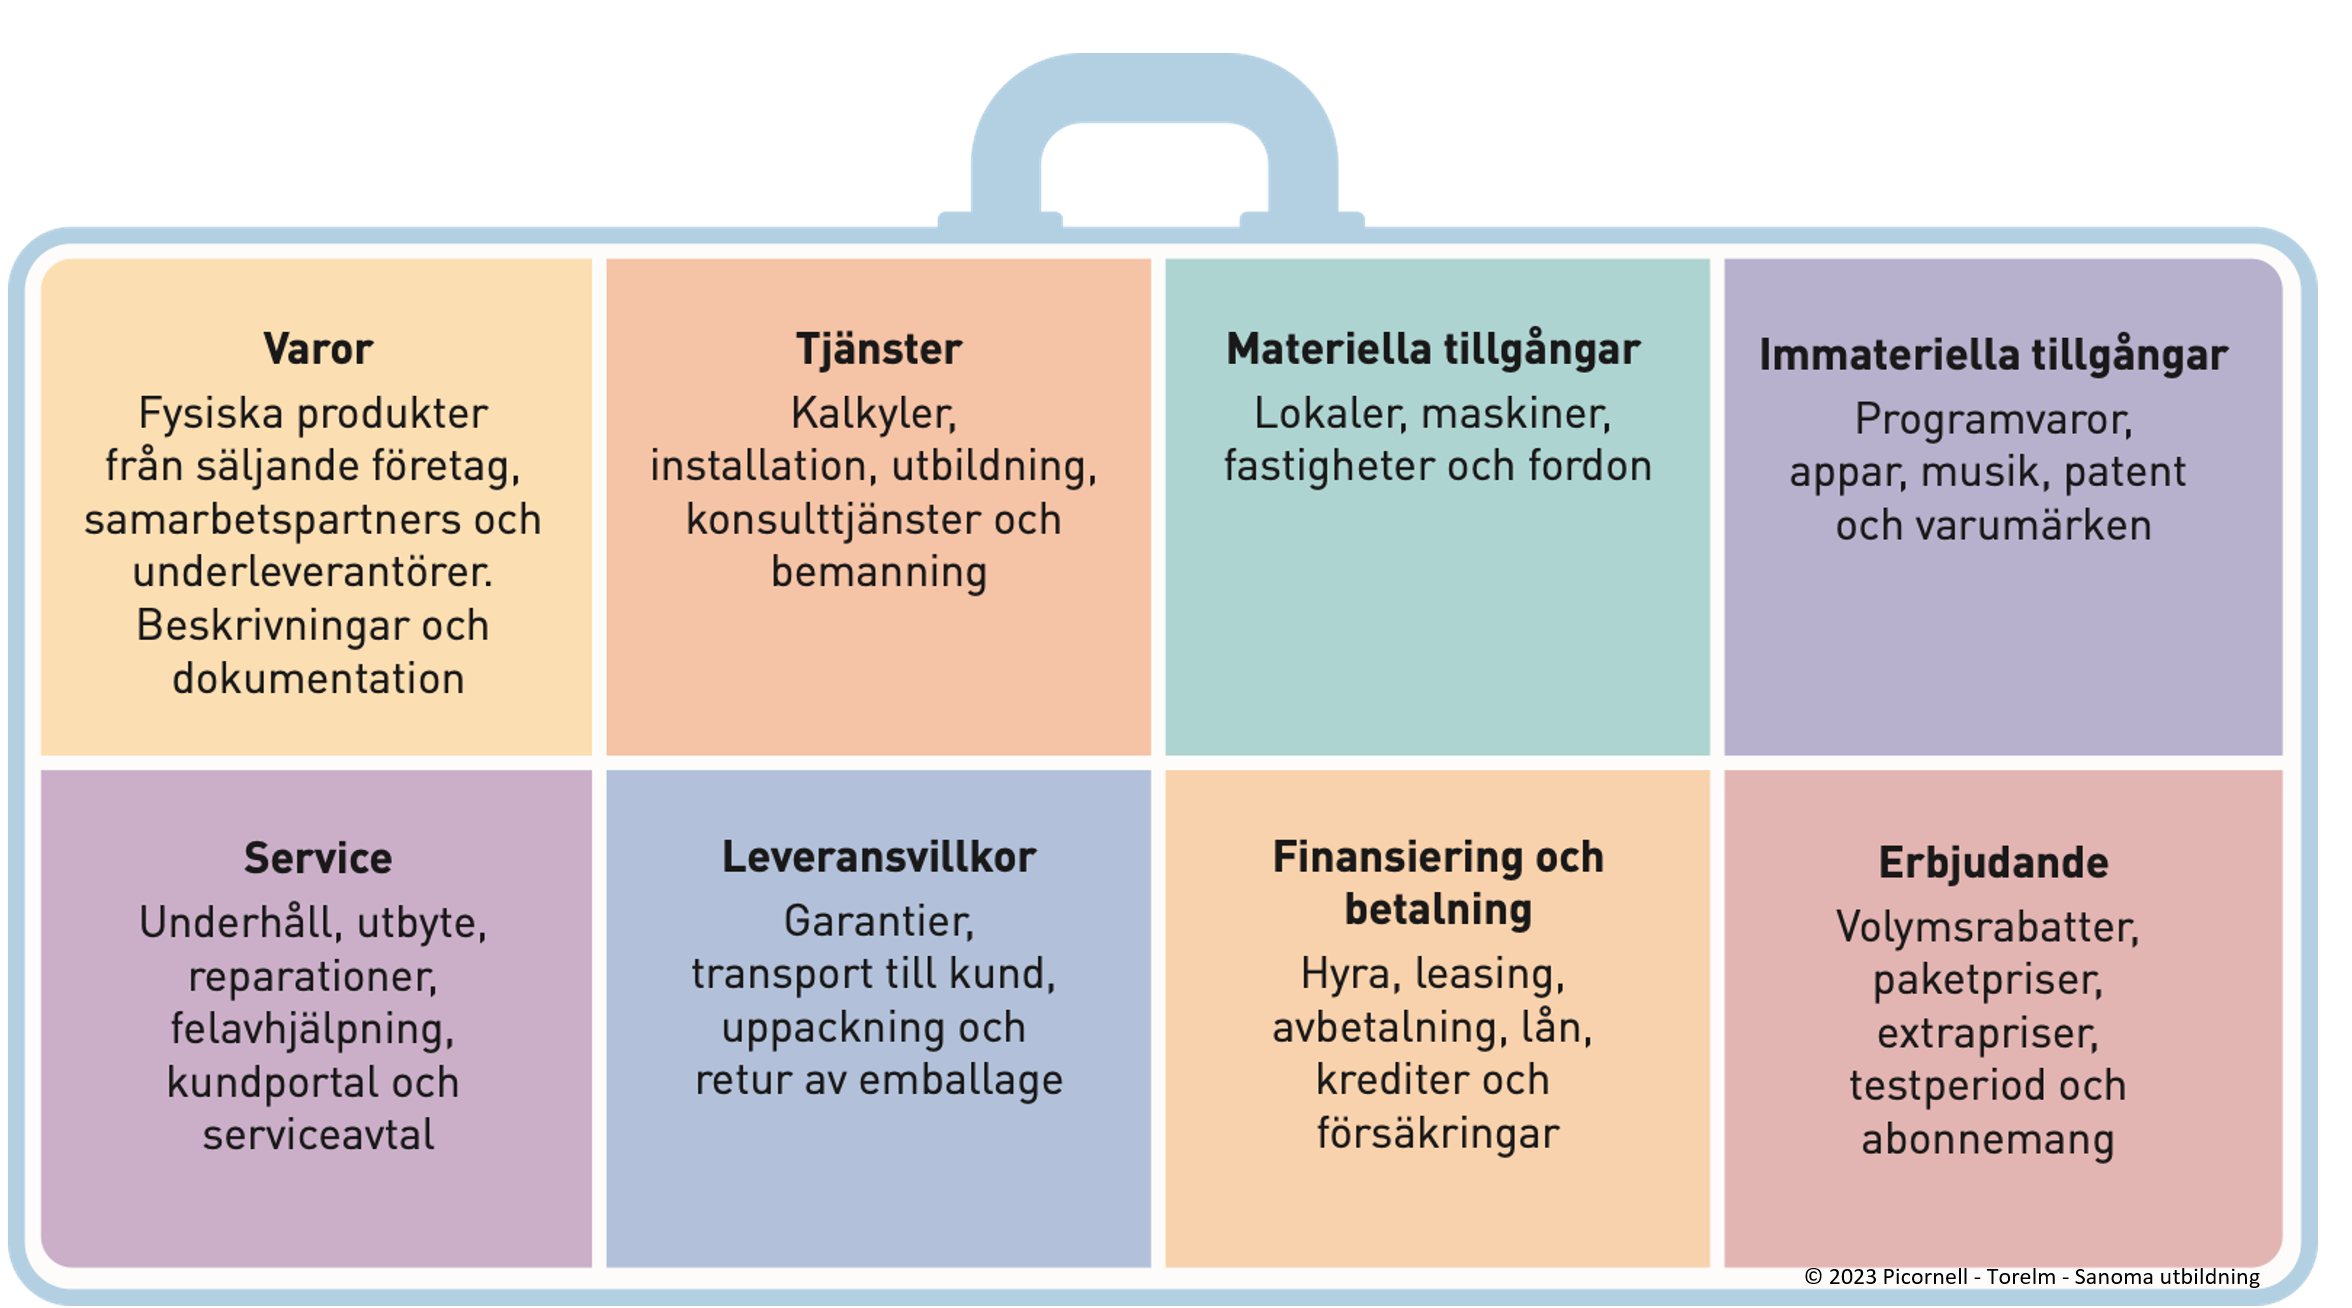 Varor
Fysiska produkter
från säljande företag,
samarbetspartners och
underleverantörer.
Beskrivningar och
dokumentation
Tjänster
Kalkyler,
installation, utbildning,
konsulttjänster och
bemanning
Materiella tillgångar
Lokaler, maskiner,
fastigheter och fordon
Immateriella tillgångar
Programvaror,
appar, musik, patent
och varumärken
Service
Underhåll, utbyte,
reparationer,
felavhjälpning,
kundportal och
serviceavtal
Leveransvillkor
Garantier,
transport till kund,
uppackning och
retur av emballage
Finansiering och
betalning
Hyra, leasing,
avbetalning, lån,
krediter och
försäkringar
Erbjudande
Volymsrabatter,
paketpriser,
extrapriser,
testperiod och
abonnemang
© 2023 Picornell - Torelm - Sanoma utbildning